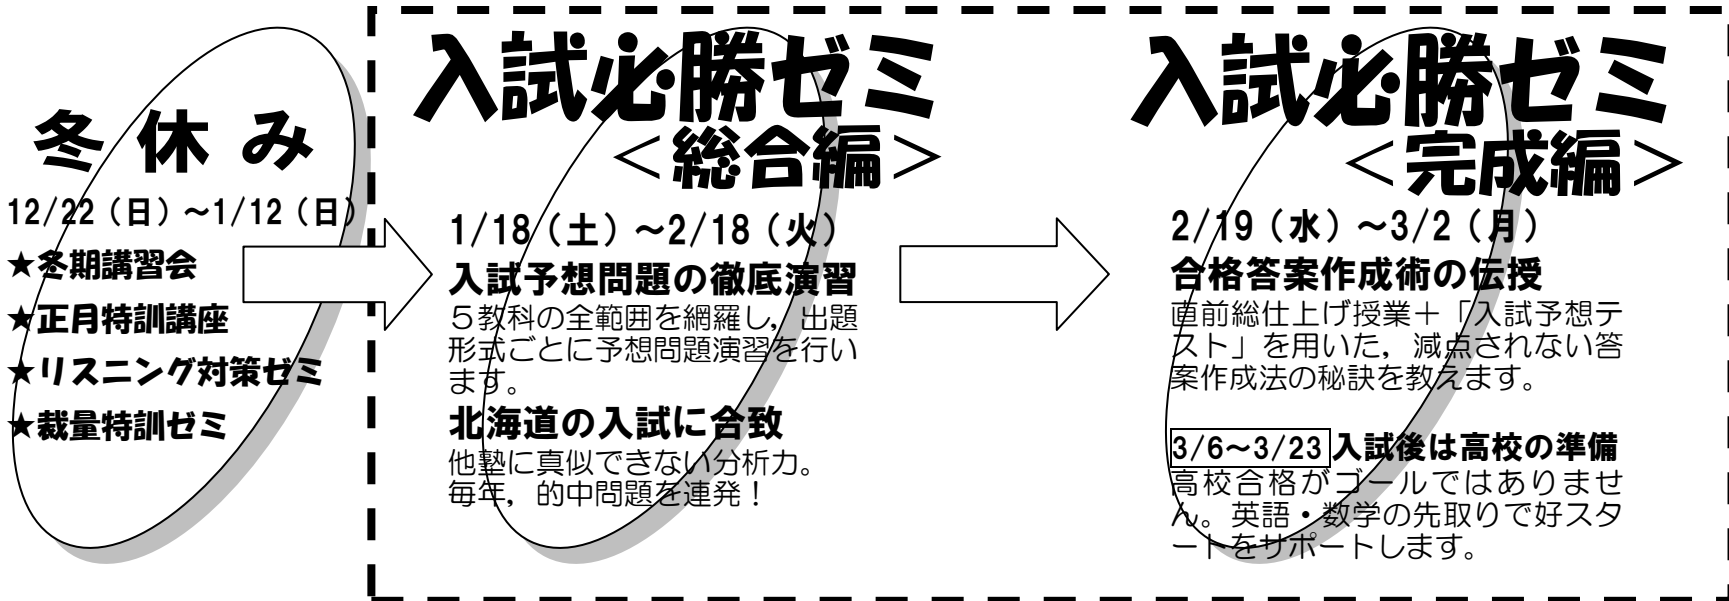 冬休み
12/22（日）～1/12（日）
★冬期講習会
★正月特訓講座
★リスニング対策ゼミ
★裁量特訓ゼミ
入試必勝ゼミ
＜総合編＞
1/18（土）～2/18（火）
入試予想問題の徹底演習
５教科の全範囲を網羅し，出題
形式ごとに予想問題演習を行い
ます。
北海道の入試に合致
他塾に真似できない分析力。
毎年，的中問題を連発！
入試必勝ゼミ
＜完成編＞
2/19（水）～3/2（月）
合格答案作成術の伝授
直前総仕上げ授業＋「入試予想テ
スト」を用いた，減点されない答
案作成法の秘訣を教えます。
3/6～3/23 入試後は高校の準備
高校合格がゴールではありませ
ん。英語・数学の先取りで好スタ
ートをサポートします。